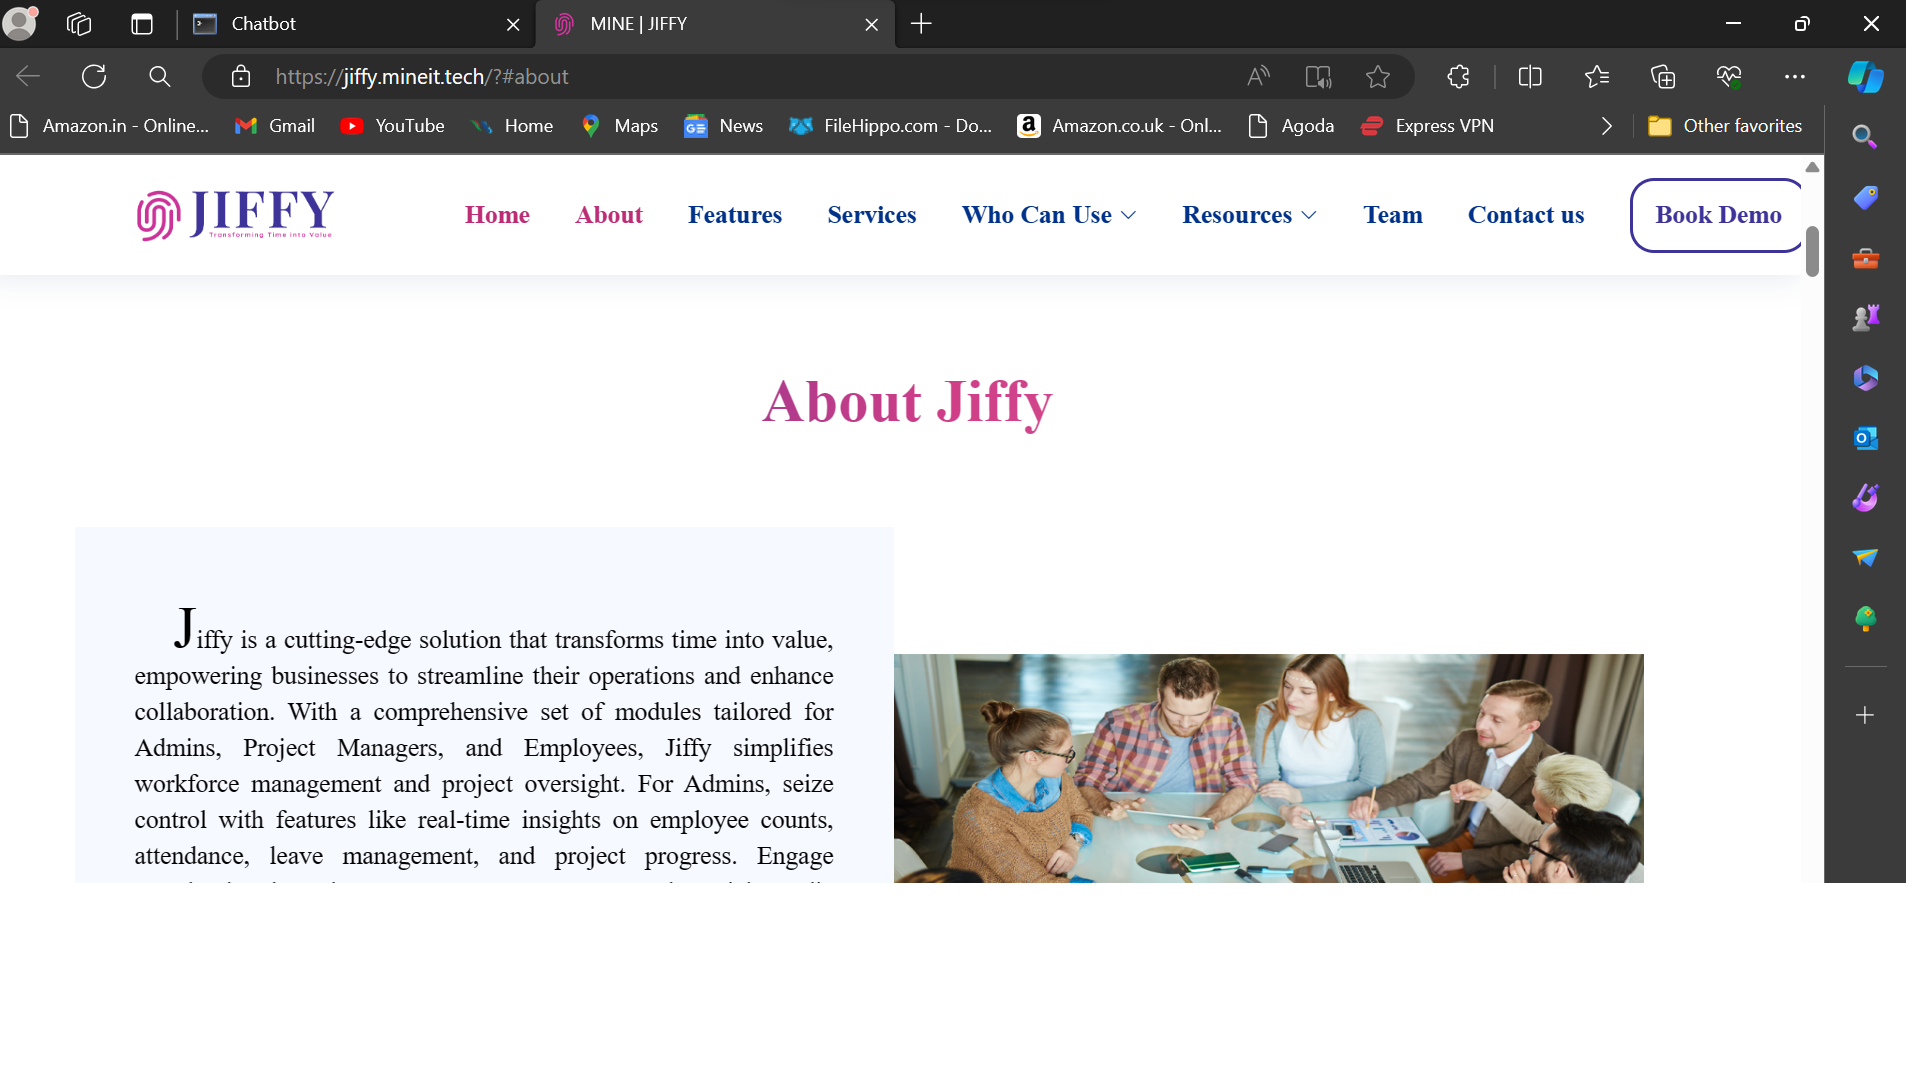 Chatbot
MINE | JIFFY
https://jiffy.mineit.tech/?#about
Amazon.in - Online... Gmail YouTube Home Maps News FileHippo.com - Do... Amazon.co.uk - Onl... Agoda Express VPN Other favorites
JIFFY
Transforming Time into Value
Home About Features Services Who Can Use Resources Team Contact us Book Demo
About Jiffy
Jiffy is a cutting-edge solution that transforms time into value,
empowering businesses to streamline their operations and enhance
collaboration. With a comprehensive set of modules tailored for
Admins, Project Managers, and Employees, Jiffy simplifies
workforce management and project oversight. For Admins, seize
control with features like real-time insights on employee counts,
attendance, leave management, and project progress. Engage